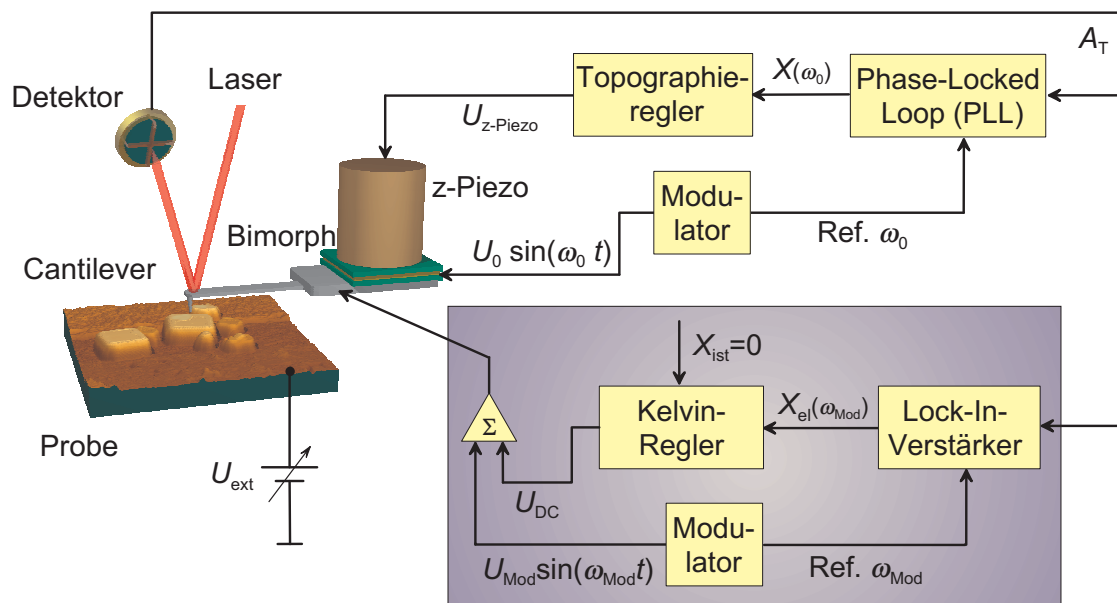 A_T
Laser
Detektor
Topographie-
regler
X(ω₀)
Phase-Locked
Loop (PLL)
U_z-Piezo
z-Piezo
Modu-
lator
Ref. ω₀
Bimorph
U₀ sin(ω₀ t)
Cantilever
X_ist=0
Kelvin-
Regler
X_el(ω_Mod)
Lock-In-
Verstärker
Σ
Probe
U_ext
U_DC
Modu-
lator
U_Mod sin(ω_Mod t)
Ref. ω_Mod